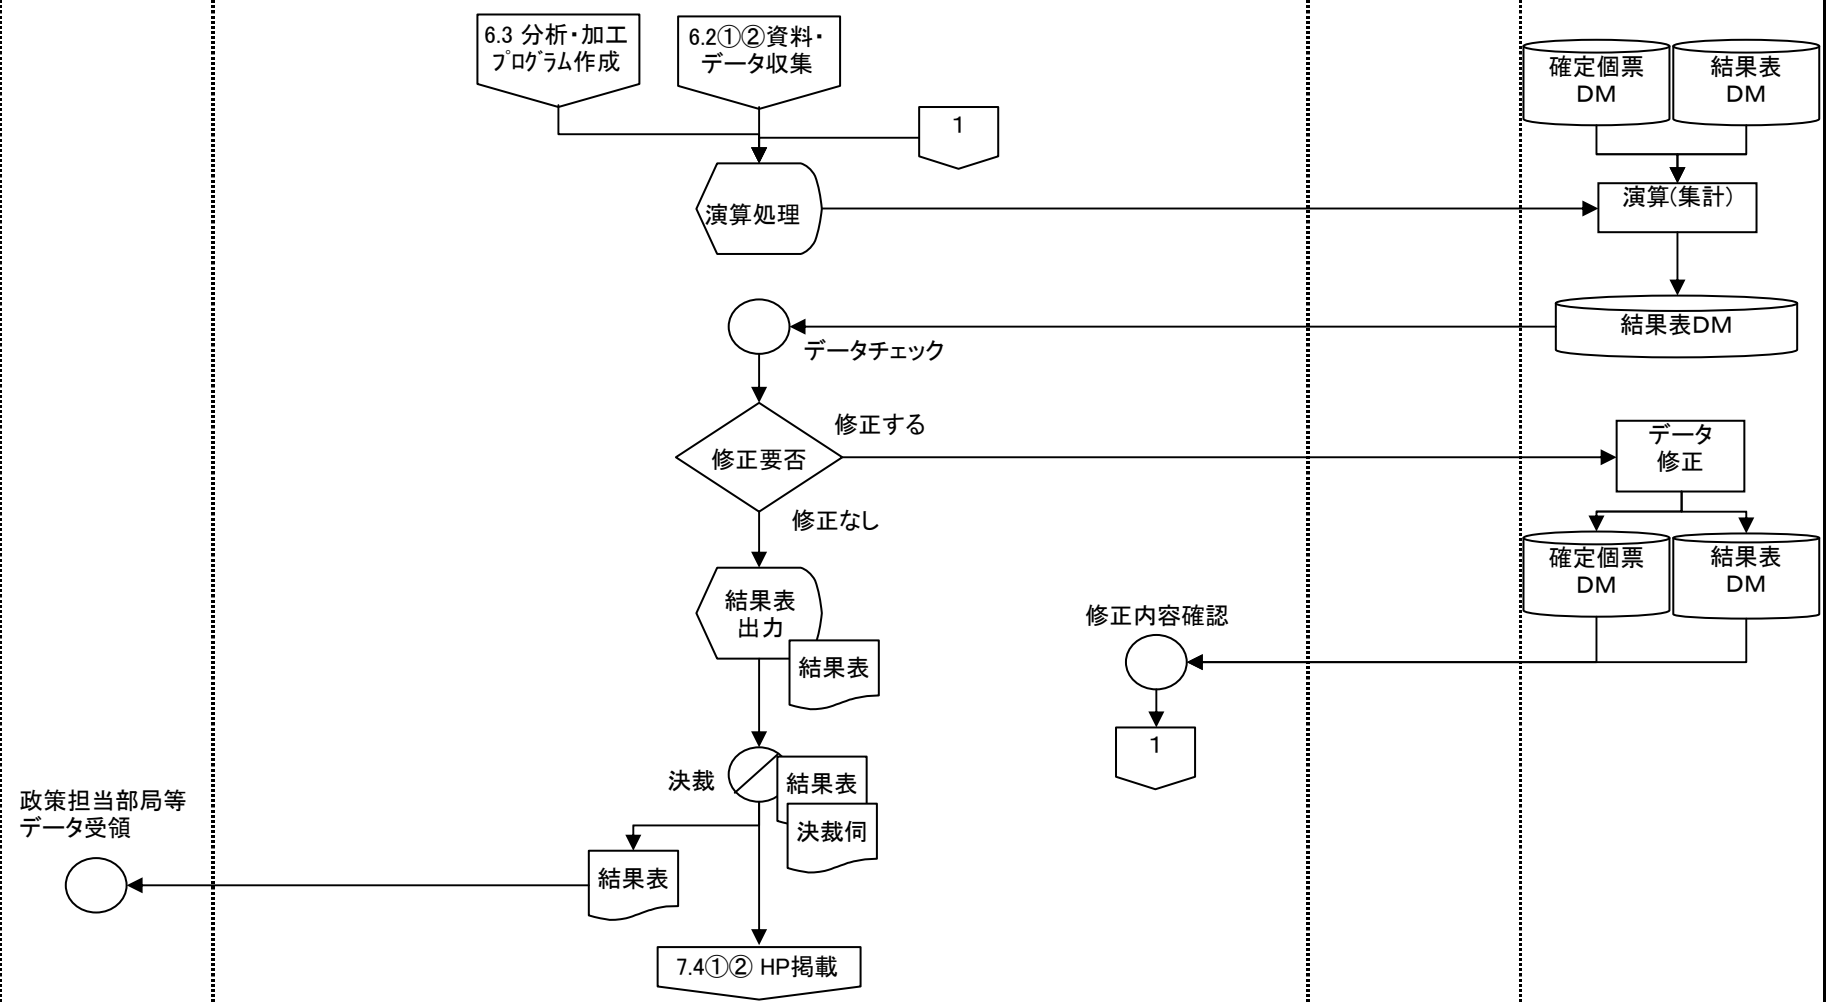 6.3 分析・加工
プログラム作成
6.2①②資料・
データ収集
1
確定個票
DM
結果表
DM
演算処理
演算(集計)
結果表DM
データチェック
修正する
修正要否
データ
修正
修正なし
確定個票
DM
結果表
DM
結果表
出力
結果表
修正内容確認
1
決裁
結果表
決裁伺
政策担当部局等
データ受領
結果表
7.4①② HP掲載